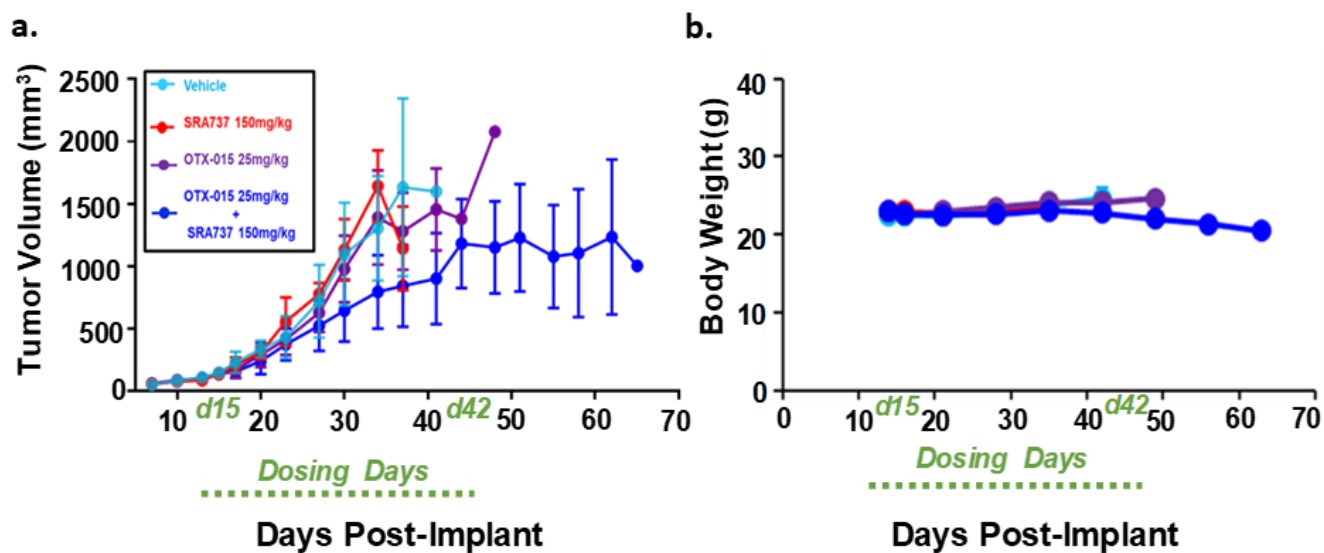 a.
Tumor Volume (mm³)
2500
2000
1500
1000
500
0
Vehicle
SRA737 150mg/kg
OTX-015 25mg/kg
OTX-015 25mg/kg
+
SRA737 150mg/kg
10 20 30 40 50 60 70
d15 d42
Dosing Days
Days Post-Implant
b.
Body Weight (g)
40
30
20
10
0
0 10 20 30 40 50 60 70
d15 d42
Dosing Days
Days Post-Implant